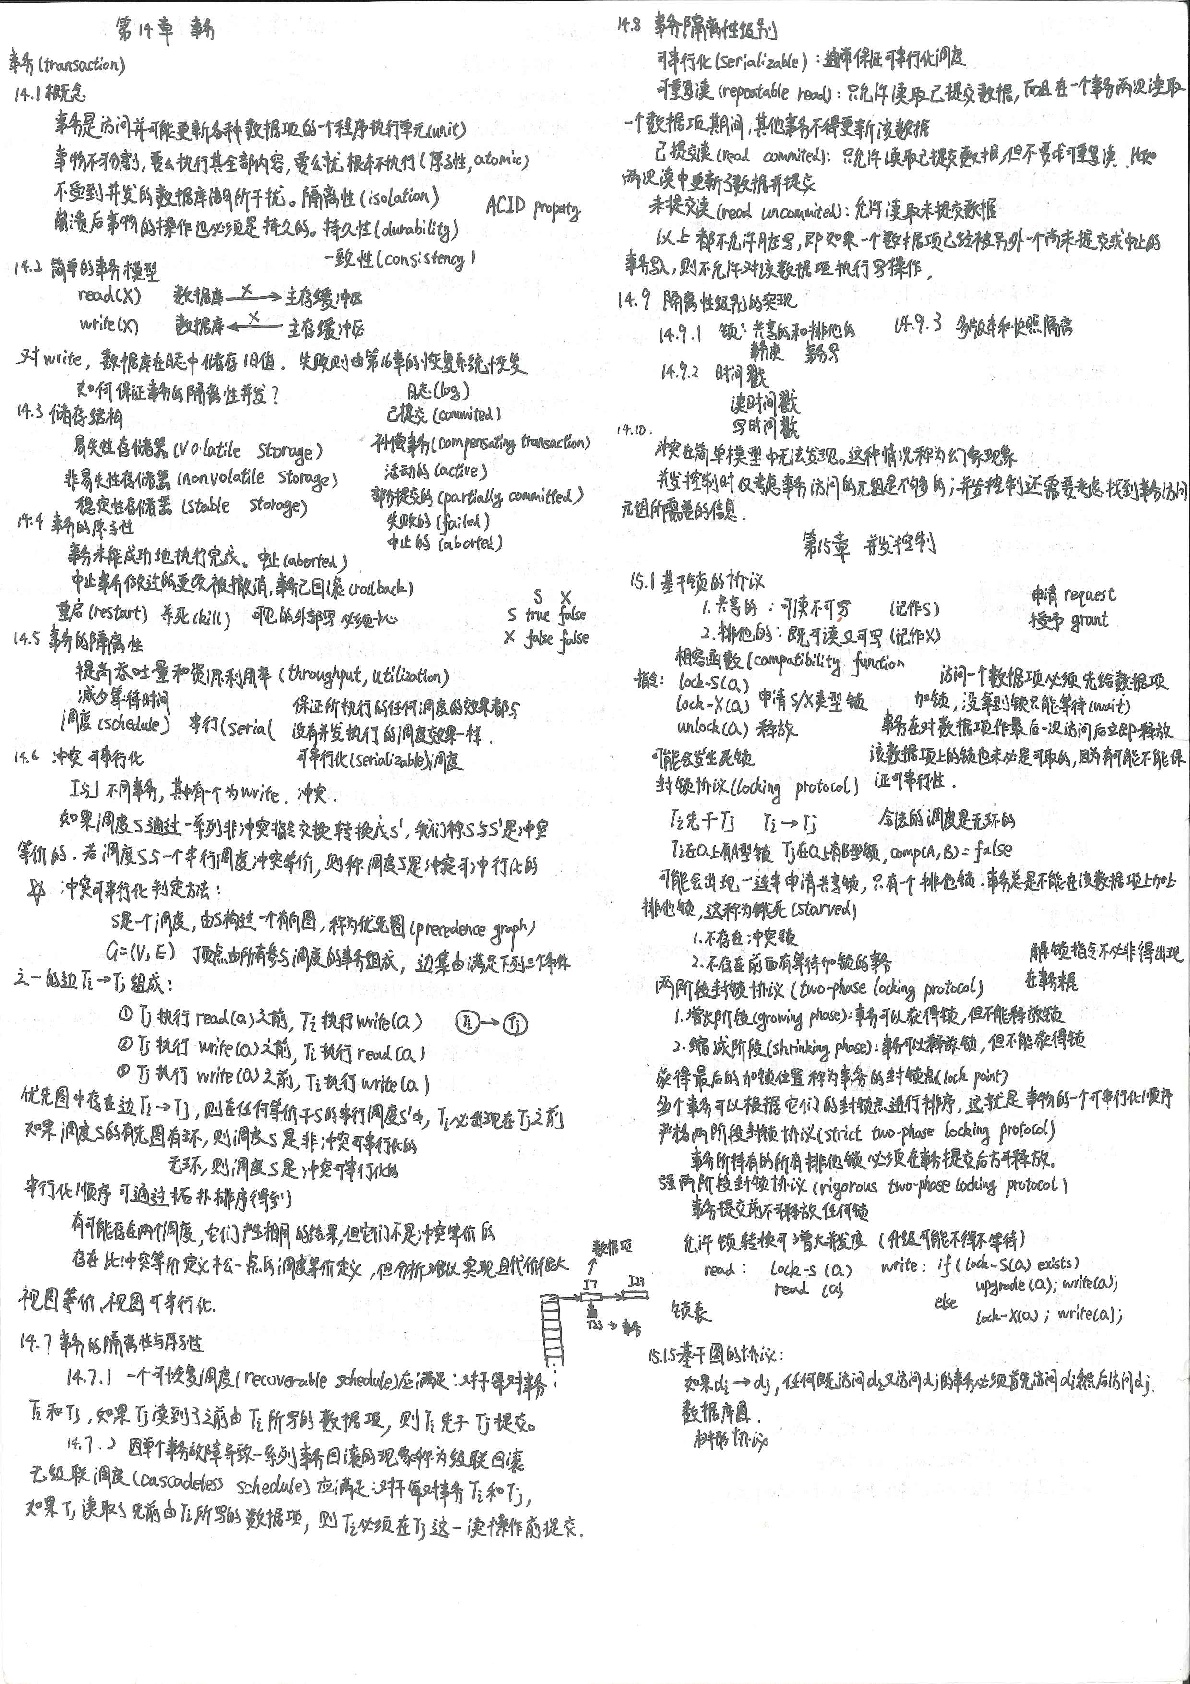 第14章 事务
事务(transaction)
14.1 概念
事务是访问并可能更新各种数据项的一个程序执行单元(unit)
事物不可分割，要么执行其全部内容，要么就根本不执行(原子性,atomic)
不受到并发的数据库语句所干扰。隔离性(isolation)
ACID property
崩溃后事物的操作也必须是持久的。持久性(durability)
一致性(consistency)
14.2 简单的事务模型
read(X) 数据库 —X→ 主存缓冲区
write(X) 数据库 ←X— 主存缓冲区
对write，数据库在日志中储存旧值. 失败则由第16章的恢复系统恢复
如何保证事务的隔离性并发?
日志(log)
14.3 储存结构
易失性存储器(Volatile Storage)
非易失性存储器(nonvolatile Storage)
稳定性存储器(stable Storage)
已提交(commited)
补偿事务(compensating transaction)
活动的(active)
部分提交的(partially committed)
失败的(failed)
中止的(aborted)
14.4 事务的原子性
事务未能成功地执行完成。中止(aborted)
中止事务做过的更改被撤消,事务已回滚(rollback)
重启(restart) 杀死(kill) 可见的外部写 必须小心
S X
S true false
X false false
14.5 事务的隔离性
提高吞吐量和资源利用率(throughput, utilization)
减少等待时间
调度(schedule) 串行(serial
保证所执行的任何调度的效果都与
没有并发执行的调度效果一样.
可串行化(serializable)调度
14.6 冲突可串行化
I与J不同事务，其中有一个为write. 冲突.
如果调度S通过一系列非冲突指令交换转换成S', 我们称S与S'是冲突
等价的. 若调度S与一个串行调度冲突等价, 则称调度S是冲突可冲行化的
☆ 冲突可串行化判定方法:
S是一个调度, 由S构造一个有向图, 称为优先图(precedence graph)
G=(V,E) 顶点由所有参与调度的事务组成, 边集由满足下列三个条件
之一的边Ti→Tj组成:
① Tj执行read(Q)之前, Ti执行write(Q) Ti→Tj
② Tj执行write(Q)之前, Ti执行read(Q)
③ Tj执行write(Q)之前, Ti执行write(Q)
优先图中存在边Ti→Tj, 则在任何等价于S的串行调度S'中, Ti必出现在Tj之前
如果调度S的优先图有环, 则调度S是非冲突可串行化的
无环, 则调度S是冲突可串行化的
串行化顺序可通过拓扑排序得到
有可能存在两个调度, 它们产生相同的结果, 但它们不是冲突等价的
存在比冲突等价定义松一点的调度等价定义, 但分析难以实现且代价很大
视图等价, 视图可串行化.
数据项
I7 I23
T23 → 事务
14.7 事务的隔离性与原子性
14.7.1 一个可恢复调度(recoverable schedule)应满足:对于每对事务
Ti和Tj, 如果Tj读到了之前由Ti所写的数据项, 则Ti先于Tj提交。
14.7.2 因单个事务故障导致一系列事务回滚的现象称为级联回滚
无级联调度(cascadeless schedule)应满足:对于每对事务Ti和Tj,
如果Tj读取了先前由Ti所写的数据项, 则Ti必须在Tj这一读操作前提交.
14.8 事务隔离性级别
可串行化(serializable): 通常保证可串行化调度
可重复读(repeatable read): 只允许读取已提交数据, 而且在一个事务两次读取
一个数据项期间, 其他事务不得更新该数据
已提交读(read commited): 只允许读取已提交数据, 但不要求可重复读.
两次读中更新了数据并提交
未提交读(read uncommited): 允许读取未提交数据
以上都不允许脏写, 即如果一个数据项已经被另外一个尚未提交或中止的
事务写入, 则不允许对该数据项执行写操作.
14.9 隔离性级别的实现
14.9.1 锁: 共享的和排他的
事务读 事务写
14.9.2 时间戳
读时间戳
写时间戳
14.9.3 多版本和快照隔离
14.10.
冲突在简单模型中无法发现。这种情况称为幻象现象
并发控制时仅考虑事务访问的元组是不够的;并发控制还需要考虑找到事务访问
元组所需要的信息.
第15章 并发控制
15.1 基于锁的协议
1. 共享的: 可读不可写 (记作S)
2. 排他的: 既可读又可写(记作X)
申请 request
授予 grant
相容函数(compatibility function
lock-S(Q)
lock-X(Q) 申请S/X类型锁
unlock(Q) 释放
可能会发生死锁
封锁协议(locking protocol)
访问一个数据项必须先给数据项
加锁, 没拿到锁只能等待(wait)
事务在对数据项作最后一次访问后立即释放
该数据项上的锁也未必是可取的, 因为有可能不能保
证可串行性.
Ti先于Tj Ti→Tj 合法的调度是无环的
Ti在Q上有A型锁 Tj在Q上有B型锁, comp(A,B)=false
可能会出现一连串申请共享锁, 只有一个排他锁. 事务总是不能在该数据项上加上
排他锁, 这称为饿死(starved)
1.不存在冲突锁
2.不存在前面有等待加锁的事务
解锁指令不必非得出现
在事务末尾
两阶段封锁协议(two-phase locking protocol)
1.增长阶段(growing phase):事务可以获得锁, 但不能释放锁
2.缩减阶段(shrinking phase):事务可以释放锁, 但不能获得锁
获得最后的加锁位置称为事务的封锁点(lock point)
多个事务可以根据它们的封锁点进行排序, 这就是事物的一个可串行化顺序
严格两阶段封锁协议(strict two-phase locking protocol)
事务所持有的所有排他锁必须在事务提交后方可释放。
强两阶段封锁协议(rigorous two-phase locking protocol)
事务提交前不可释放任何锁
允许锁转换可增大并发度 (升级可能不得不等待)
read: lock-S(Q) write: if(lock-S(Q) exists)
read(Q) upgrade(Q); write(Q);
else
锁表 lock-X(Q); write(Q);
15.1.5 基于图的协议:
如果di→dj, 任何既访问di又访问dj的事务必须首先访问di然后访问dj.
数据库图.
树形协议